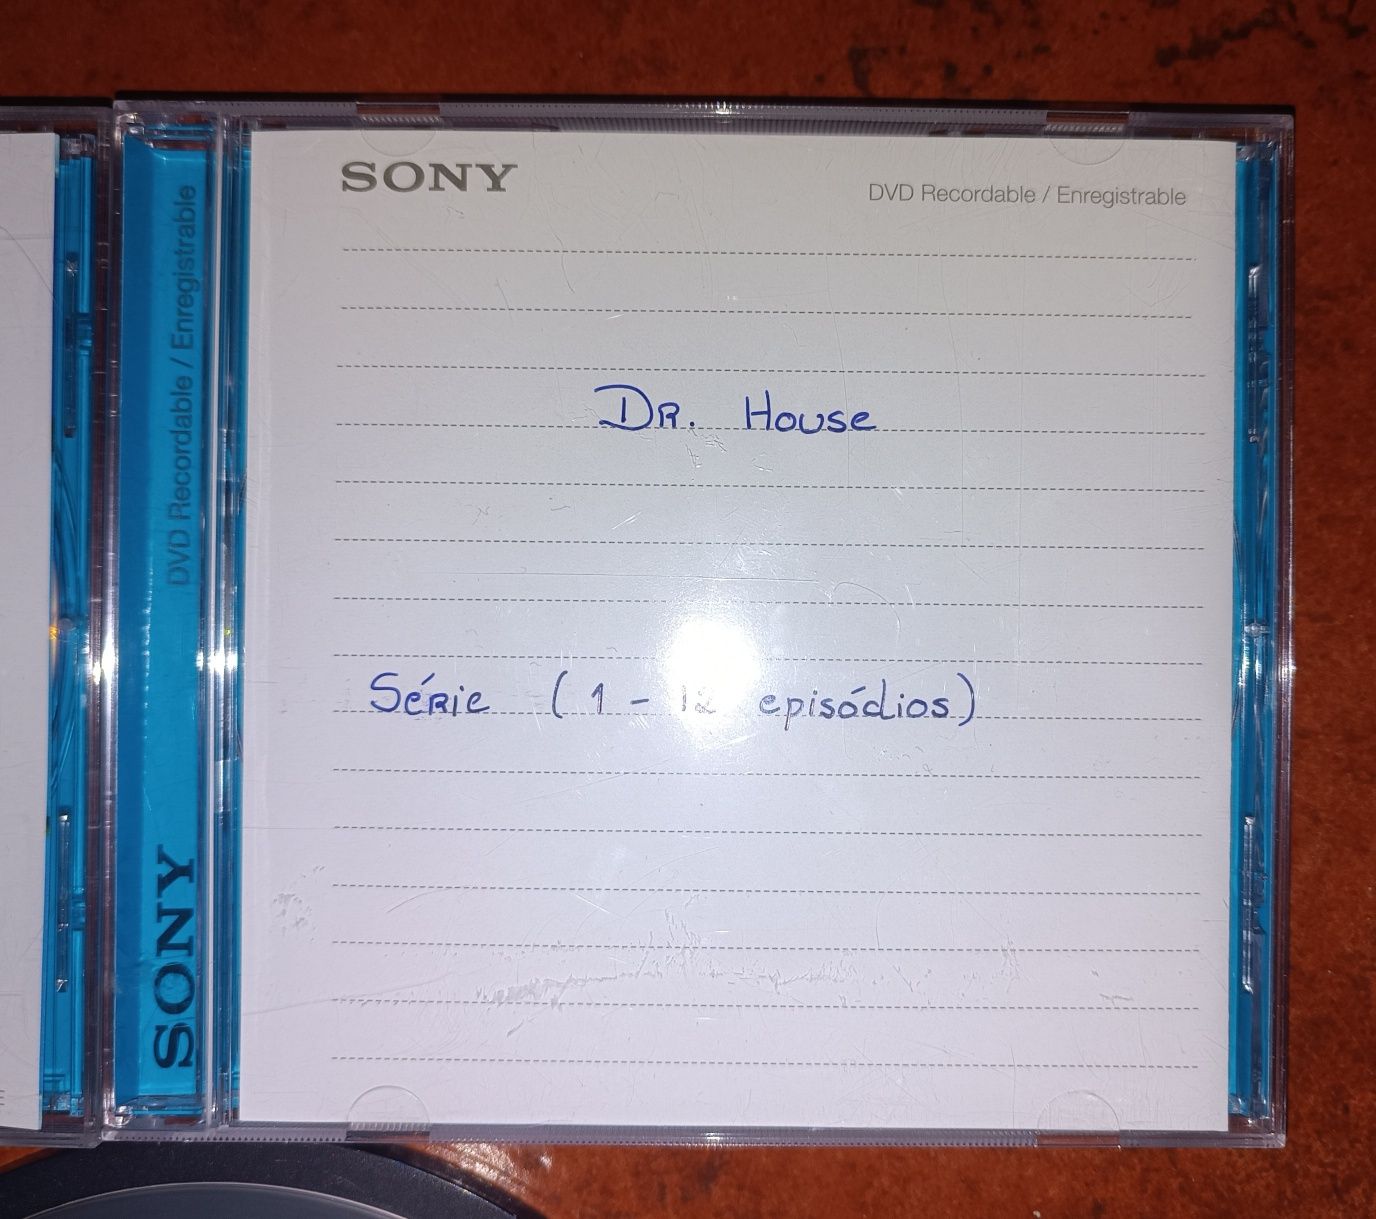 SONY
DVD Recordable / Enregistrable
DR. House
Série (1 - 12 episódios)
DVD Recordable / Enregistrable
SONY